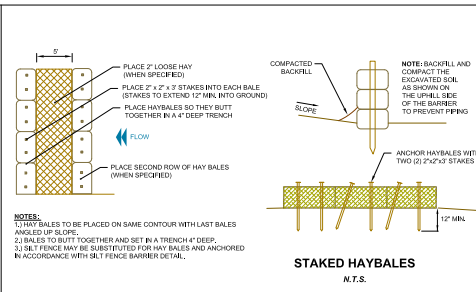 5'
PLACE 2" LOOSE HAY
(WHEN SPECIFIED)
PLACE 2" x 2" x 3' STAKES INTO EACH BALE
(STAKES TO EXTEND 12" MIN. INTO GROUND)
PLACE HAYBALES SO THEY BUTT
TOGETHER IN A 4" DEEP TRENCH
FLOW
PLACE SECOND ROW OF HAY BALES
(WHEN SPECIFIED)
NOTES:
1.) HAY BALES TO BE PLACED ON SAME CONTOUR WITH LAST BALES
ANGLED UP SLOPE.
2.) BALES TO BUTT TOGETHER AND SET IN A TRENCH 4" DEEP.
3.) SILT FENCE MAY BE SUBSTITUTED FOR HAY BALES AND ANCHORED
IN ACCORDANCE WITH SILT FENCE BARRIER DETAIL.
COMPACTED
BACKFILL
SLOPE
NOTE: BACKFILL AND
COMPACT THE
EXCAVATED SOIL
AS SHOWN ON
THE UPHILL SIDE
OF THE BARRIER
TO PREVENT PIPING
ANCHOR HAYBALES WIT
TWO (2) 2"x2"x3' STAKES
12" MIN.
STAKED HAYBALES
N.T.S.